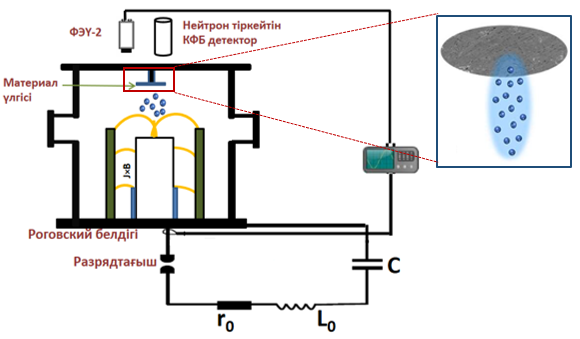 ФЭУ-2
Нейтрон тіркейтін
КФБ детектор
Материал
үлгісі
J×B
Роговский белдігі
Разрядтағыш
C
r₀
L₀